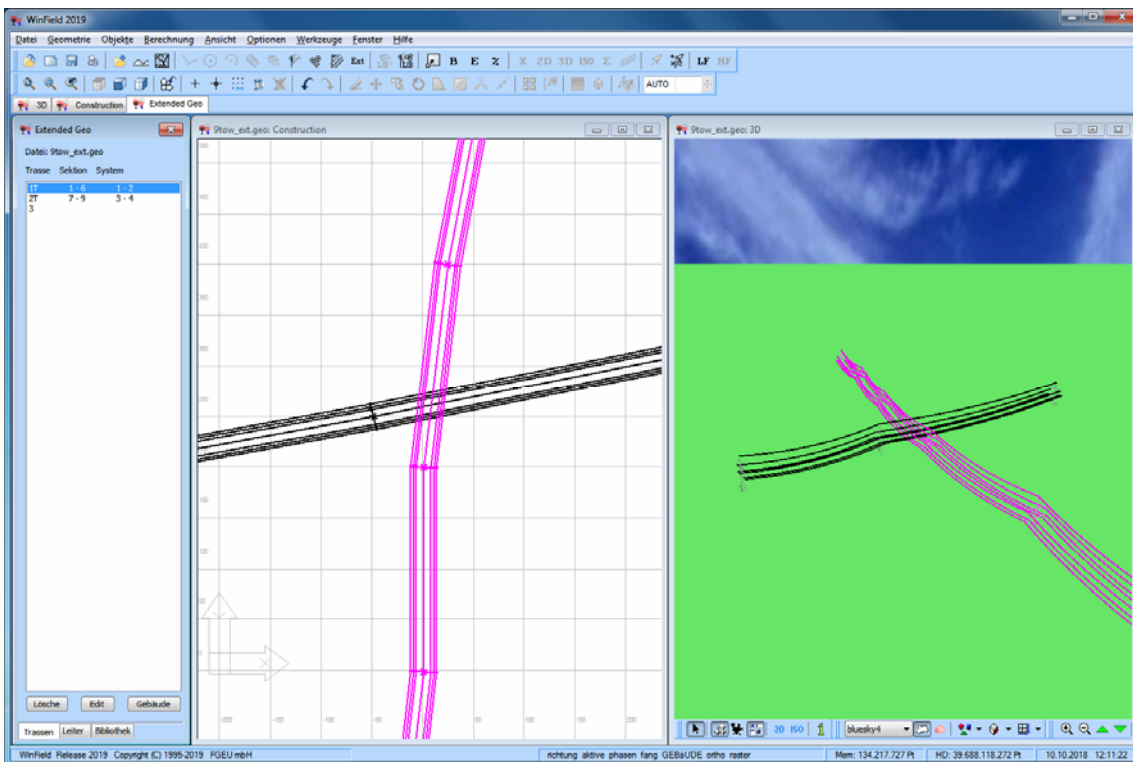 WinField 2019
Datei Geometrie Objekte Berechnung Ansicht Optionen Werkzeuge Fenster Hilfe
Ext B E Z X 2D 3D ISO Σ LF HF
AUTO
3D Construction Extended Geo
Extended Geo
Datei: 9tow_ext.geo
Trasse Sektion System
1T 1 - 6 1 - 2
2T 7 - 9 3 - 4
3
Lösche Edit Gebäude
Trassen Leiter Bibliothek
9tow_ext.geo: Construction
X
9tow_ext.geo: 3D
2D ISO bluesky4
WinField Release 2019 Copyright (C) 1995-2019 FGEU mbH
richtung aktive phasen fang GEBäUDE ortho raster
Mem: 134.217.727 Pt HD: 39.688.118.272 Pt 10.10.2018 12:11:22